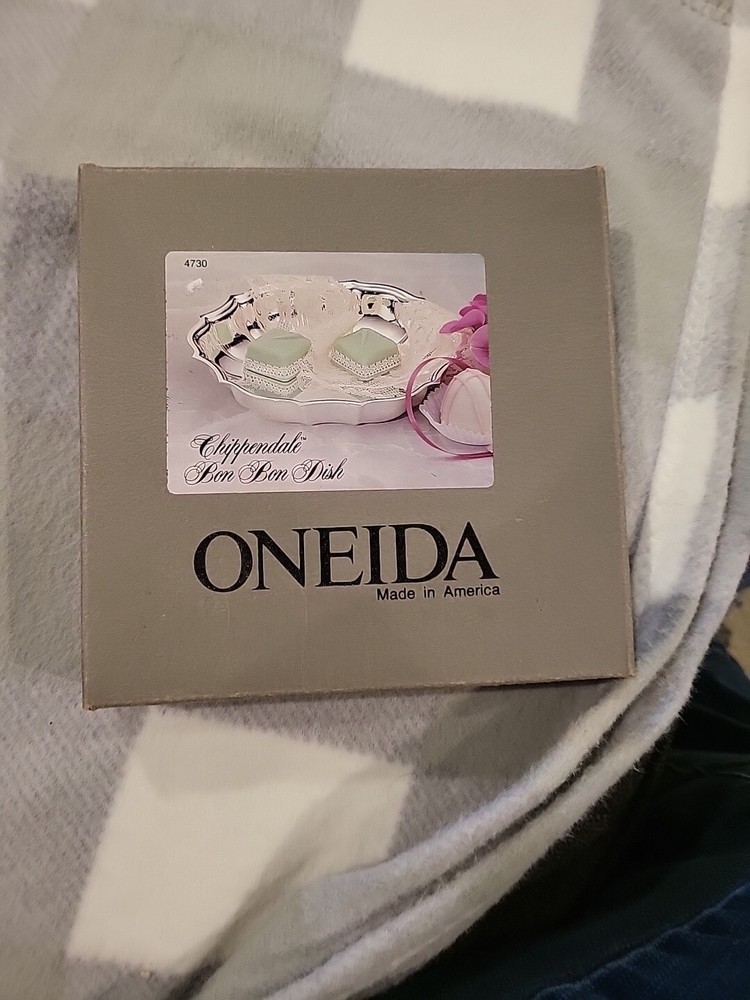 4730
Chippendale™
Bon Bon Dish
ONEIDA
Made in America